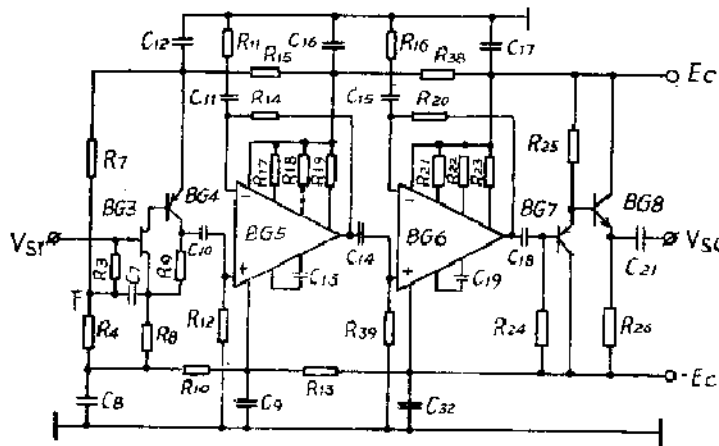 C12
R11
C16
R16
C17
R15
R38
Ec
C11
R14
C15
R20
R7
R17
R18
R19
R21
R22
R23
R25
BG3
BG4
BG7
BG8
VSr
C10
BG5
C14
BG6
C18
C21
R3
C7
R9
C13
C19
F
R4
R8
R12
R39
R24
R26
R10
R13
-Ec
C8
C9
C32